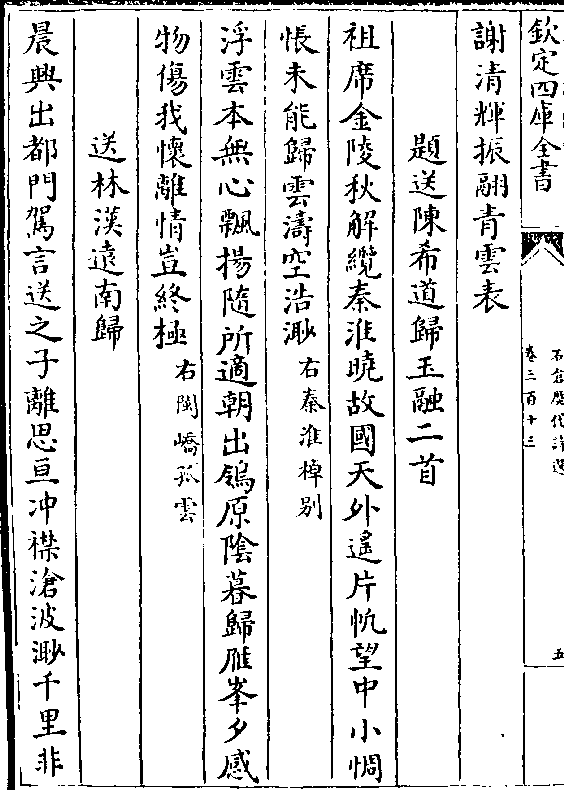 欽定四庫全書
石倉歷代詩選
卷三百十三
五
謝清輝振翮青雲表
題送陳希道歸玉融二首
祖席金陵秋解纜秦淮曉故國天外遙片帆望中小惆
悵未能歸雲濤空浩渺右秦淮棹别
浮雲本無心飄揚隨所適朝出鴒原陰暮歸雁峯夕感
物傷我懷離情豈終極右閩嶠孤雲
送林漢遠南歸
晨興出都門駕言送之子離思亘冲襟滄波渺千里非